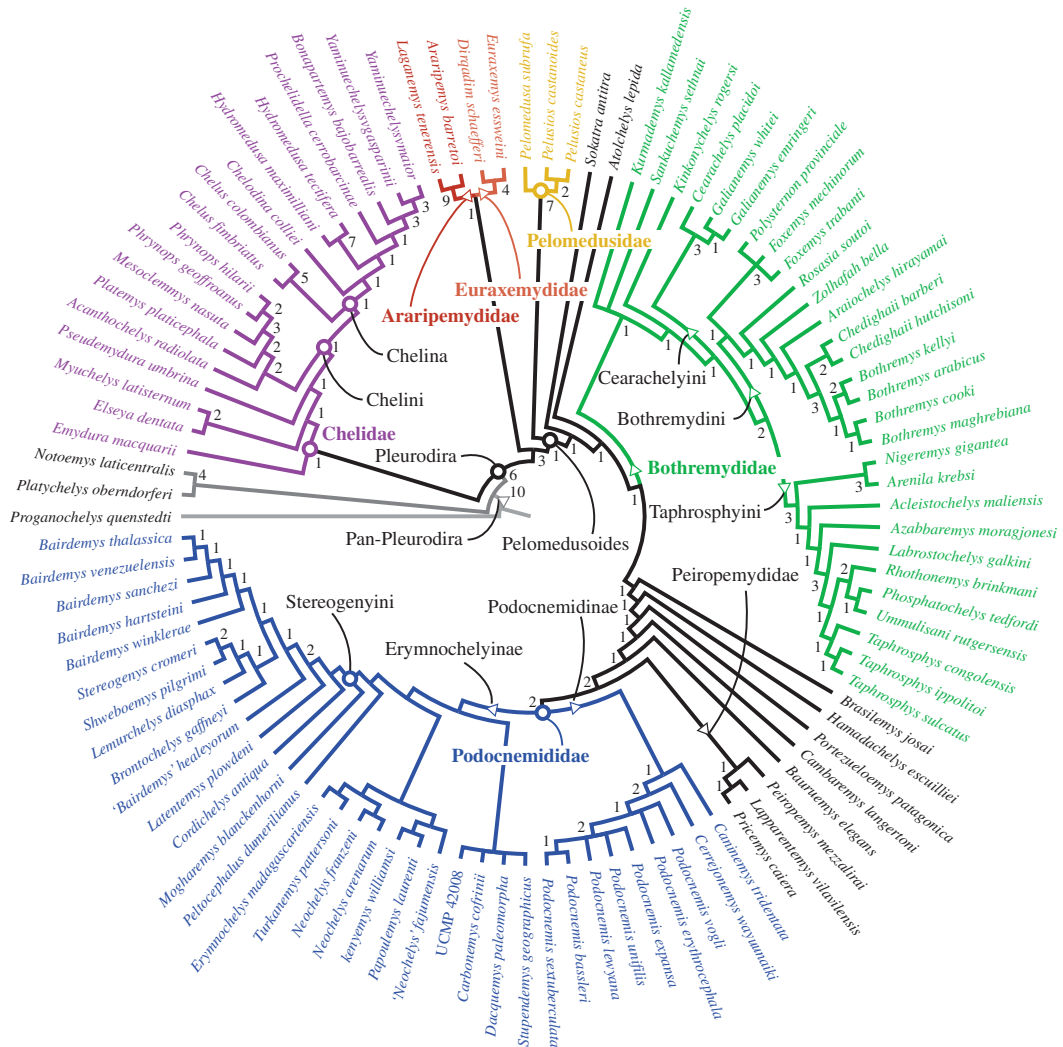 Laganemys tenerensis
Araripemys barretoi
Dirqadim schaefferi
Euraxemys essweini
Pelomedusa subrufa
Pelusios castanoides
Pelusios castaneus
Sokatra antitra
Atolchelys lepida
Karmademys kallamedensis
Sankuchemys sethnai
Kinkonychelys rogersi
Cearachelys placidoi
Galianemys whitei
Galianemys emringeri
Polysternon provinciale
Foxemys mechinorum
Foxemys trabanti
Rosasia soutoi
Zolhafah bella
Araiochelys hirayamai
Chedighaii barberi
Chedighaii hutchisoni
Bothremys kellyi
Bothremys arabicus
Bothremys cooki
Bothremys maghrebiana
Nigeremys gigantea
Arenila krebsi
Acleistochelys maliensis
Azabbaremys moragjonesi
Labrostochelys galkini
Rhothonemys brinkmani
Phosphatochelys tedfordi
Ummulisani rutgersensis
Taphrosphys congolensis
Taphrosphys ippolitoi
Taphrosphys sulcatus
Brasilemys josai
Hamadachelys escuilliei
Portezueloemys patagonica
Cambaremys langertoni
Baurtuemys elegans
Peiropemys mezzalirai
Lapparentemys vilavilensis
Pricemys caiera
Caninemys tridentata
Cerrejonemys wayuunaiki
Podocnemis vogli
Podocnemis erythrocephala
Podocnemis expansa
Podocnemis unifilis
Podocnemis lewyana
Podocnemis bassleri
Podocnemis sextuberculata
Stupendemys geographicus
Dacquemys paleomorpha
Carbonemys cofrinii
UCMP 42008
'Neochelys' fajumensis
Papoulemys laurenti
kenyemys williamsi
Neochelys arenarum
Neochelys franzeni
Turkanemys pattersoni
Erymnochelys madagascariensis
Peltocephalus dumerilianus
Mogharemys blanckenhorni
Cordichelys antiqua
Latentemys plowdeni
'Bairdemys' healeyorum
Brontochelys gaffneyi
Lemurchelys diasphax
Shweboemys pilgrimi
Stereogenys cromeri
Bairdemys winklerae
Bairdemys hartsteini
Bairdemys sanchezi
Bairdemys venezuelensis
Bairdemys thalassica
Proganochelys quenstedti
Platychelys oberndorferi
Notoemys laticentralis
Emydura macquarii
Elseya dentata
Myuchelys latisternum
Pseudemydura umbrina
Acanthochelys radiolata
Platemys platicephala
Mesoclemmys nasuta
Phrynops geoffroanus
Phrynops hilarii
Chelus fimbriatus
Chelus colombianus
Chelodina colliei
Hydromedusa maximilliani
Hydromedusa tectifera
Prochelidella cerrobarcinae
Bonapartemys bajobarrealis
Yaminuechelysvgasparinii
Yaminuechelysvmaior
Pelomedusidae
Euraxemydidae
Araripemydidae
Chelina
Chelini
Chelidae
Pleurodira
Pan-Pleurodira
Pelomedusoides
Cearachelyini
Bothremydini
Bothremydidae
Taphrosphyini
Peiropemydidae
Podocnemidinae
Erymnochelyinae
Stereogenyini
Podocnemididae